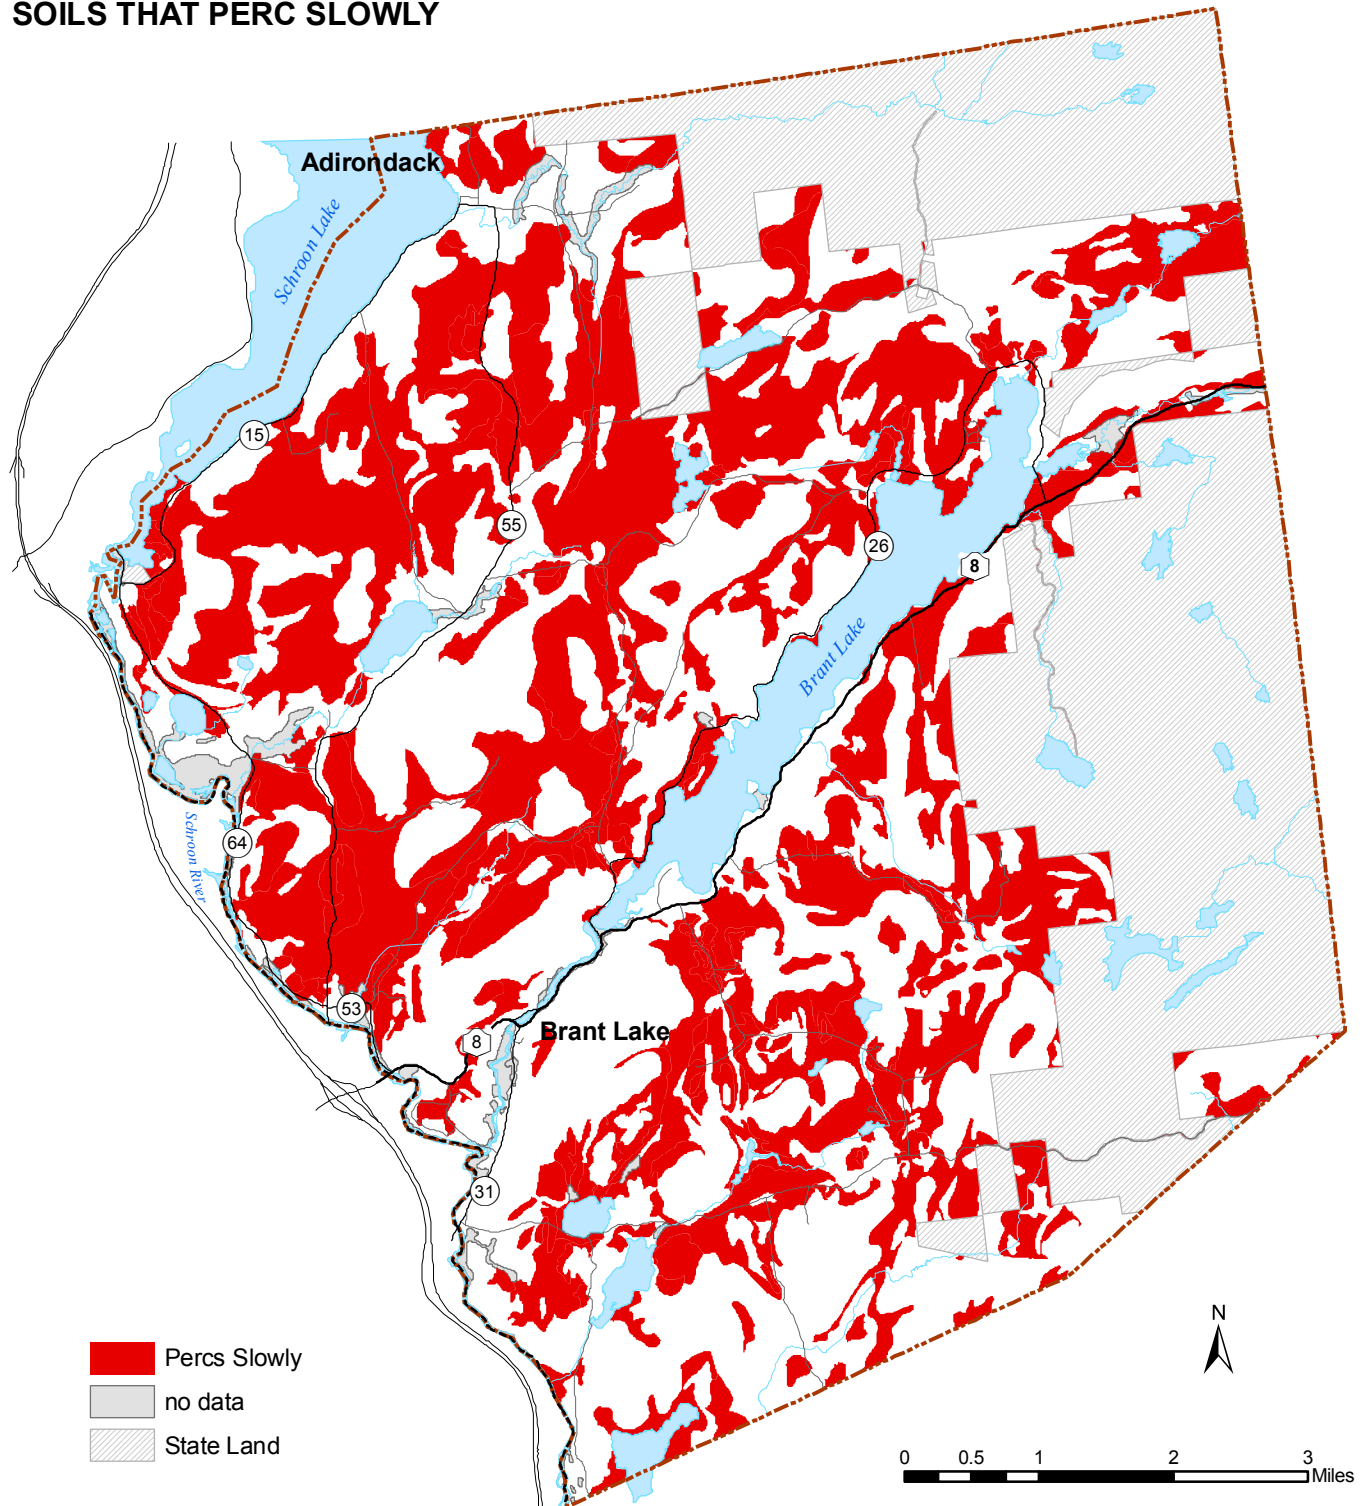 SOILS THAT PERC SLOWLY
Adirondack
Schroon Lake
15
55
26
8
Brant Lake
64
Schroon River
53
8
Brant Lake
31
N
Percs Slowly
no data
State Land
0 0.5 1 2 3
Miles